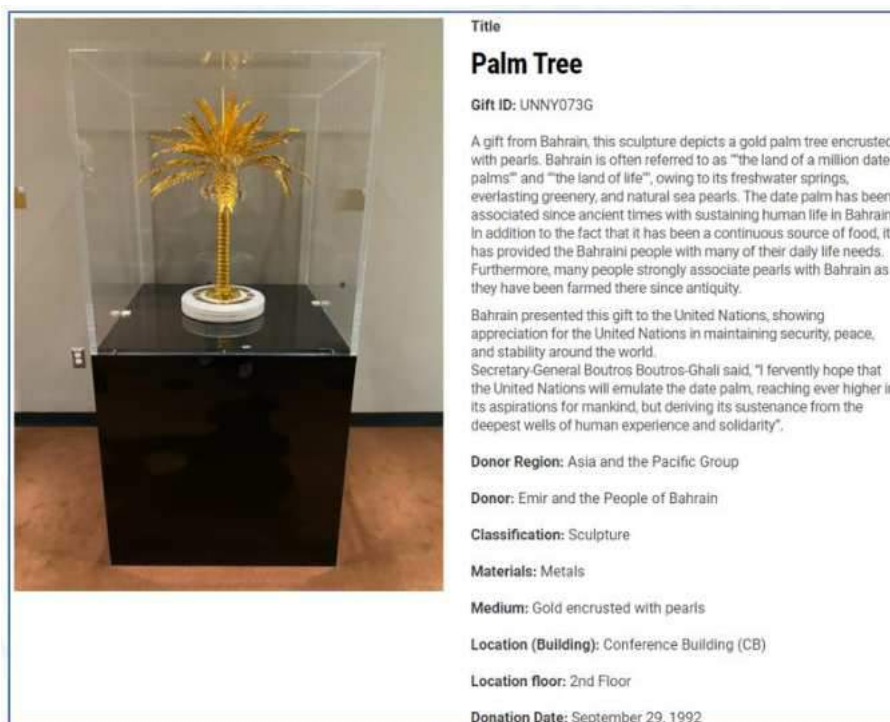 Title
Palm Tree
Gift ID: UNNY073G
A gift from Bahrain, this sculpture depicts a gold palm tree encrusted
with pearls. Bahrain is often referred to as ""the land of a million date
palms"" and ""the land of life"", owing to its freshwater springs,
everlasting greenery, and natural sea pearls. The date palm has been
associated since ancient times with sustaining human life in Bahrain
In addition to the fact that it has been a continuous source of food, it
has provided the Bahraini people with many of their daily life needs.
Furthermore, many people strongly associate pearls with Bahrain as
they have been farmed there since antiquity.
Bahrain presented this gift to the United Nations, showing
appreciation for the United Nations in maintaining security, peace,
and stability around the world.
Secretary-General Boutros Boutros-Ghali said, "I fervently hope that
the United Nations will emulate the date palm, reaching ever higher in
its aspirations for mankind, but deriving its sustenance from the
deepest wells of human experience and solidarity".
Donor Region: Asia and the Pacific Group
Donor: Emir and the People of Bahrain
Classification: Sculpture
Materials: Metals
Medium: Gold encrusted with pearls
Location (Building): Conference Building (CB)
Location floor: 2nd Floor
Donation Date: September 29, 1992